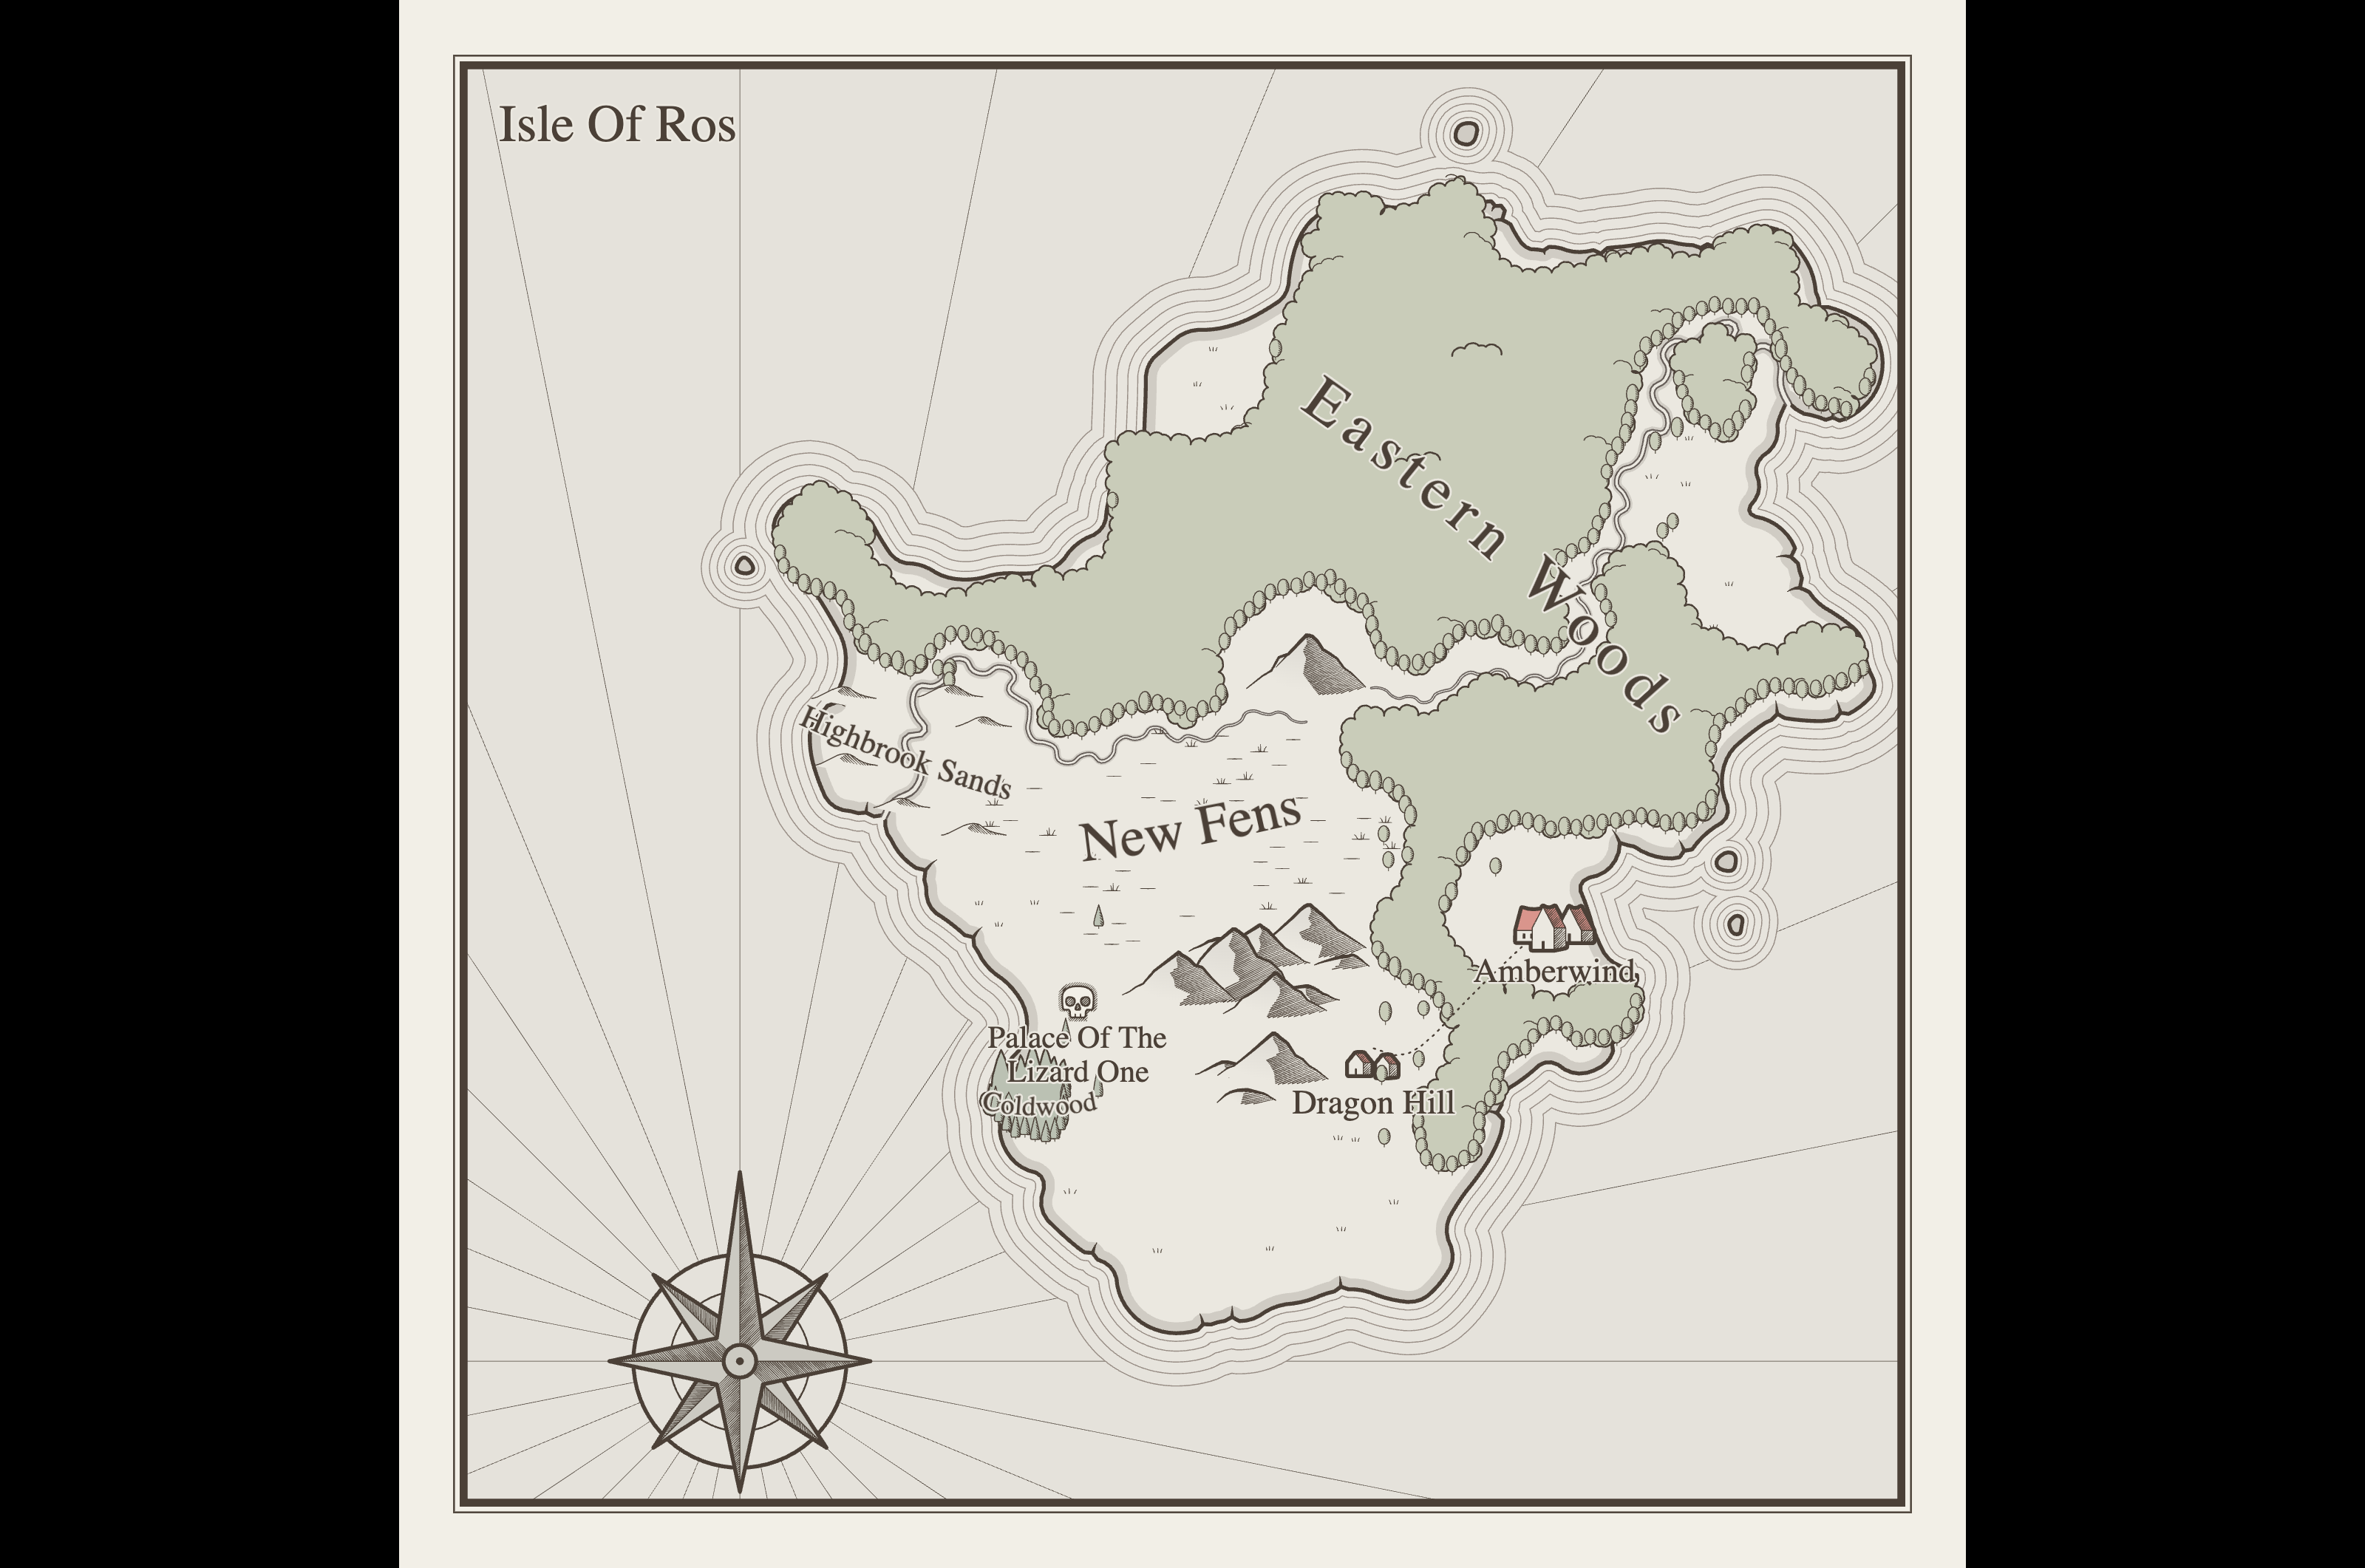 Isle Of Ros
Eastern Woods
Highbrook Sands
New Fens
Amberwind
Palace Of The
Lizard One
Coldwood
Dragon Hill